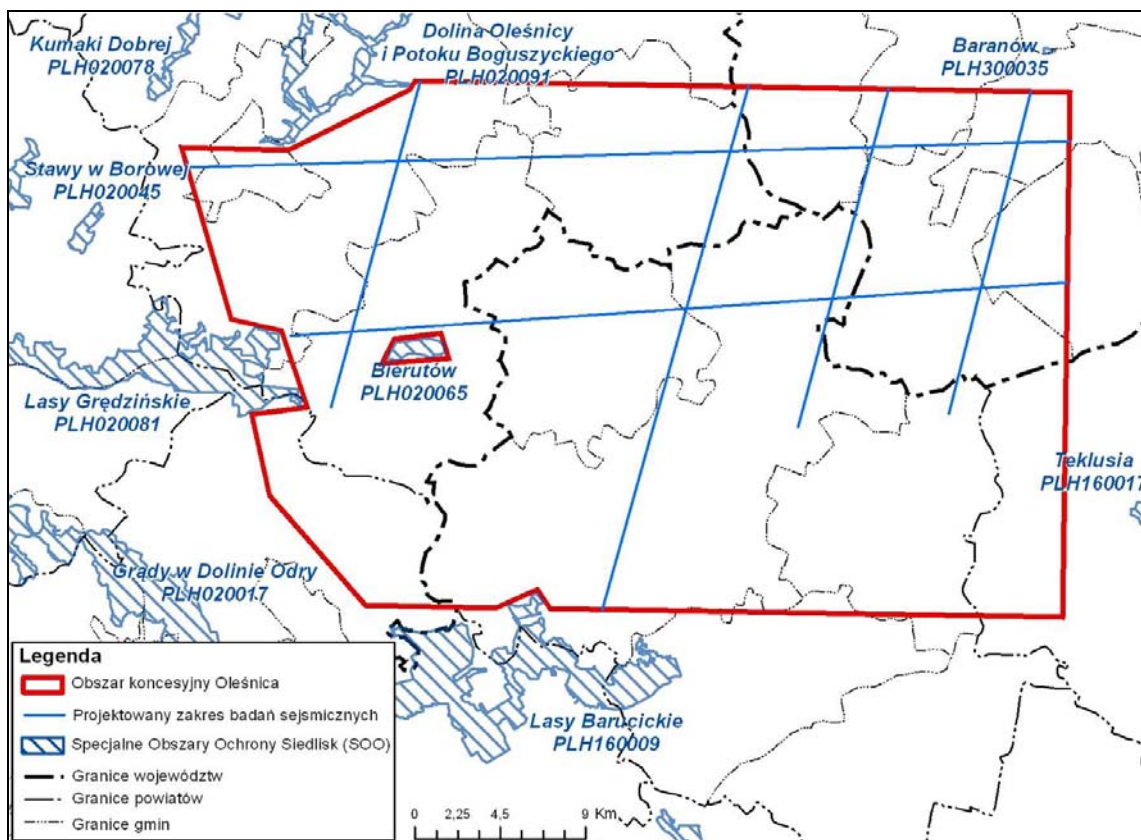 Kumaki Dobrej
PLH020078
Dolina Oleśnicy
i Potoku Boguszyckiego
PLH020091
Baranów
PLH300035
Stawy w Borowej
PLH020045
Bierutów
PLH020065
Lasy Grędzińskie
PLH020081
Teklusia
PLH160017
Grądy w Dolinie Odry
PLH020017
Lasy Barucickie
PLH160009
Legenda
Obszar koncesyjny Oleśnica
Projektowany zakres badań sejsmicznych
Specjalne Obszary Ochrony Siedlisk (SOO)
Granice województw
Granice powiatów
Granice gmin
0 2,25 4,5 9 Km